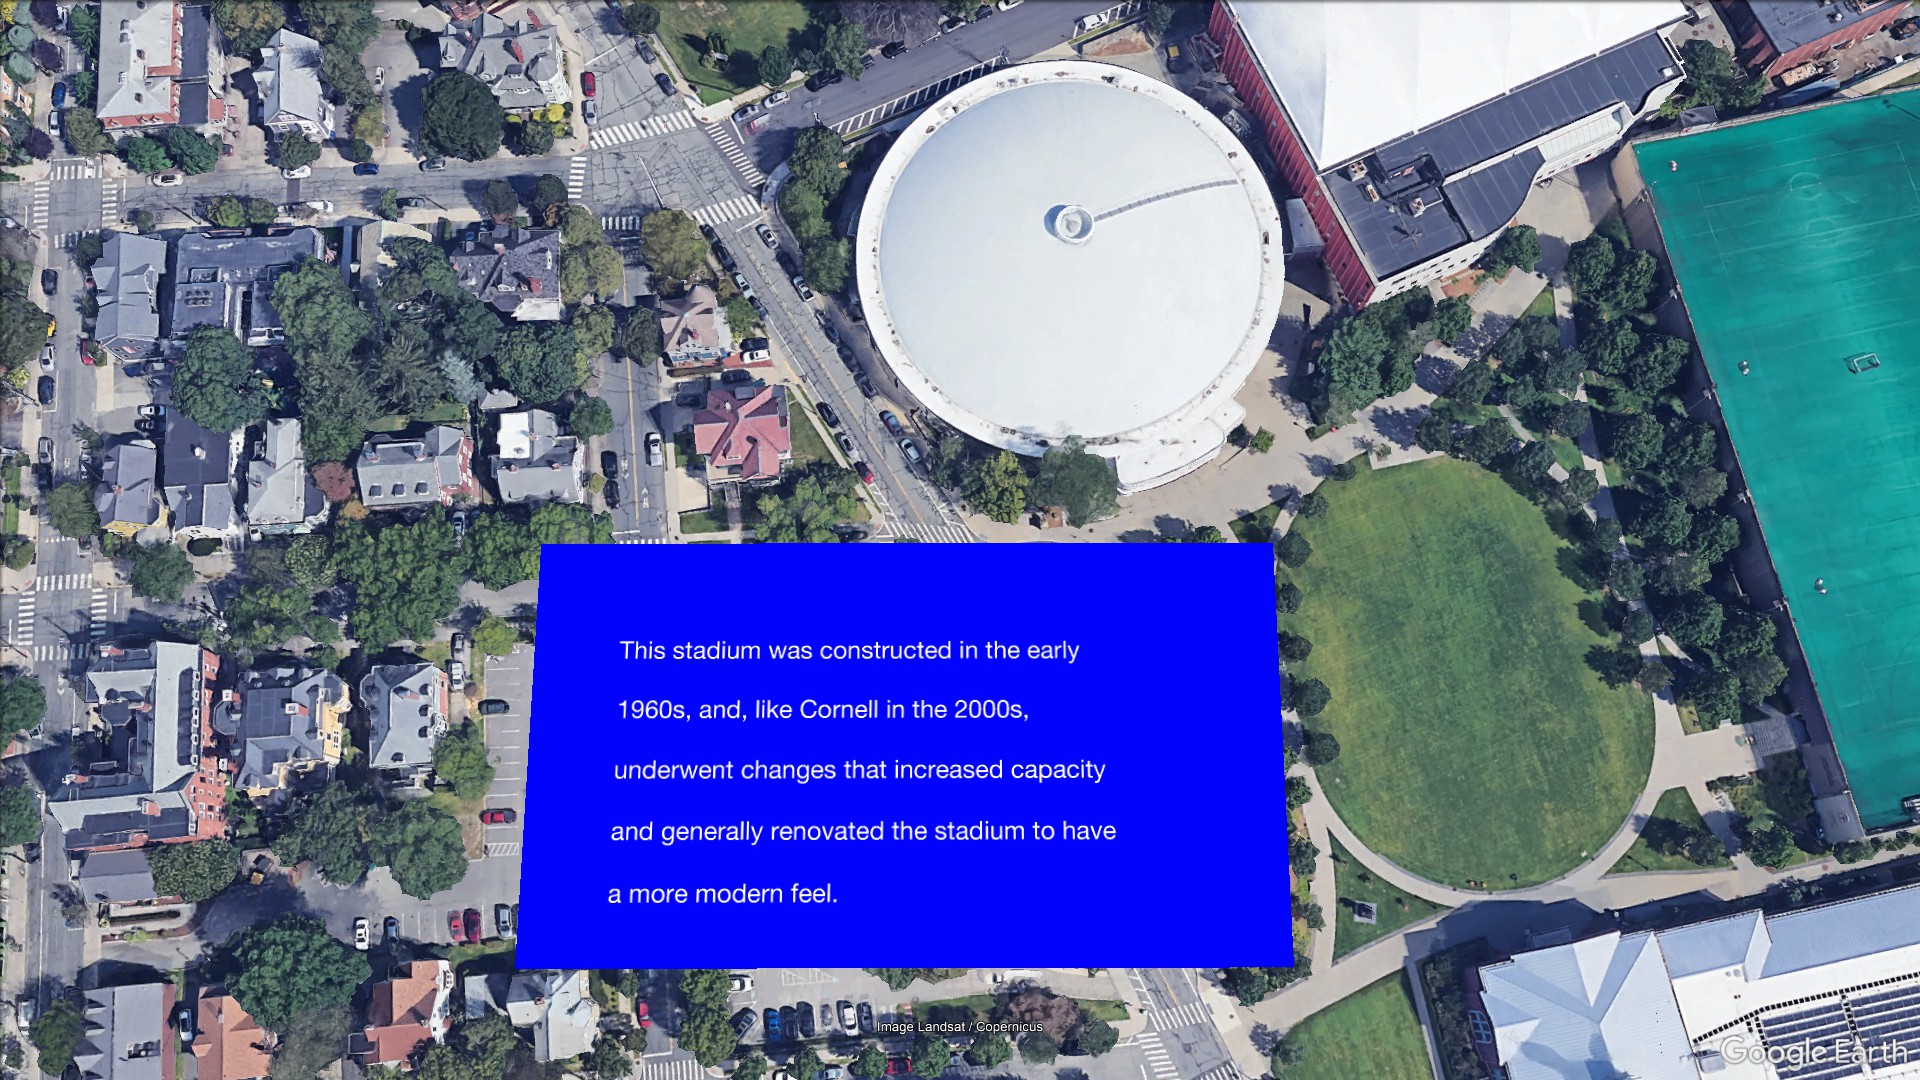 This stadium was constructed in the early
1960s, and, like Cornell in the 2000s,
underwent changes that increased capacity
and generally renovated the stadium to have
a more modern feel.
Image Landsat / Copernicus
Google Earth